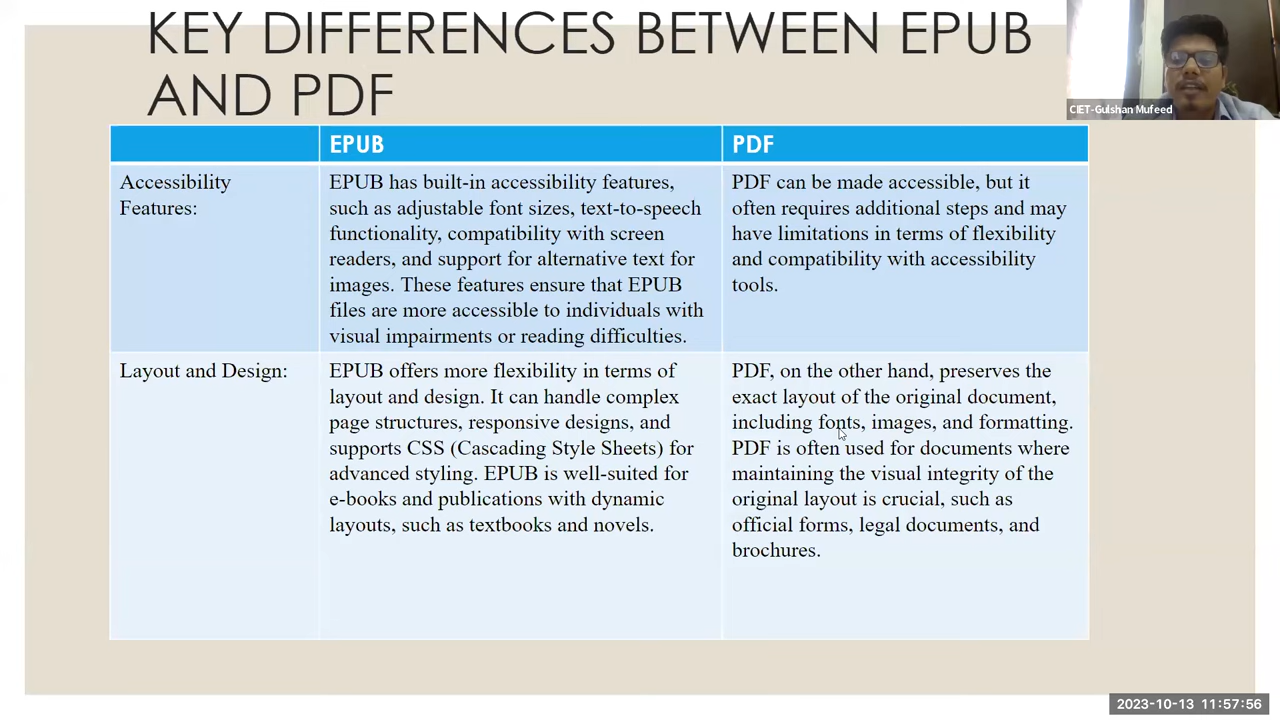 KEY DIFFERENCES BETWEEN EPUB
AND PDF
CIET-Gulshan Mufeed
EPUB
PDF
Accessibility
Features:
EPUB has built-in accessibility features,
such as adjustable font sizes, text-to-speech
functionality, compatibility with screen
readers, and support for alternative text for
images. These features ensure that EPUB
files are more accessible to individuals with
visual impairments or reading difficulties.
PDF can be made accessible, but it
often requires additional steps and may
have limitations in terms of flexibility
and compatibility with accessibility
tools.
Layout and Design:
EPUB offers more flexibility in terms of
layout and design. It can handle complex
page structures, responsive designs, and
supports CSS (Cascading Style Sheets) for
advanced styling. EPUB is well-suited for
e-books and publications with dynamic
layouts, such as textbooks and novels.
PDF, on the other hand, preserves the
exact layout of the original document,
including fonts, images, and formatting.
PDF is often used for documents where
maintaining the visual integrity of the
original layout is crucial, such as
official forms, legal documents, and
brochures.
2023-10-13 11:57:56